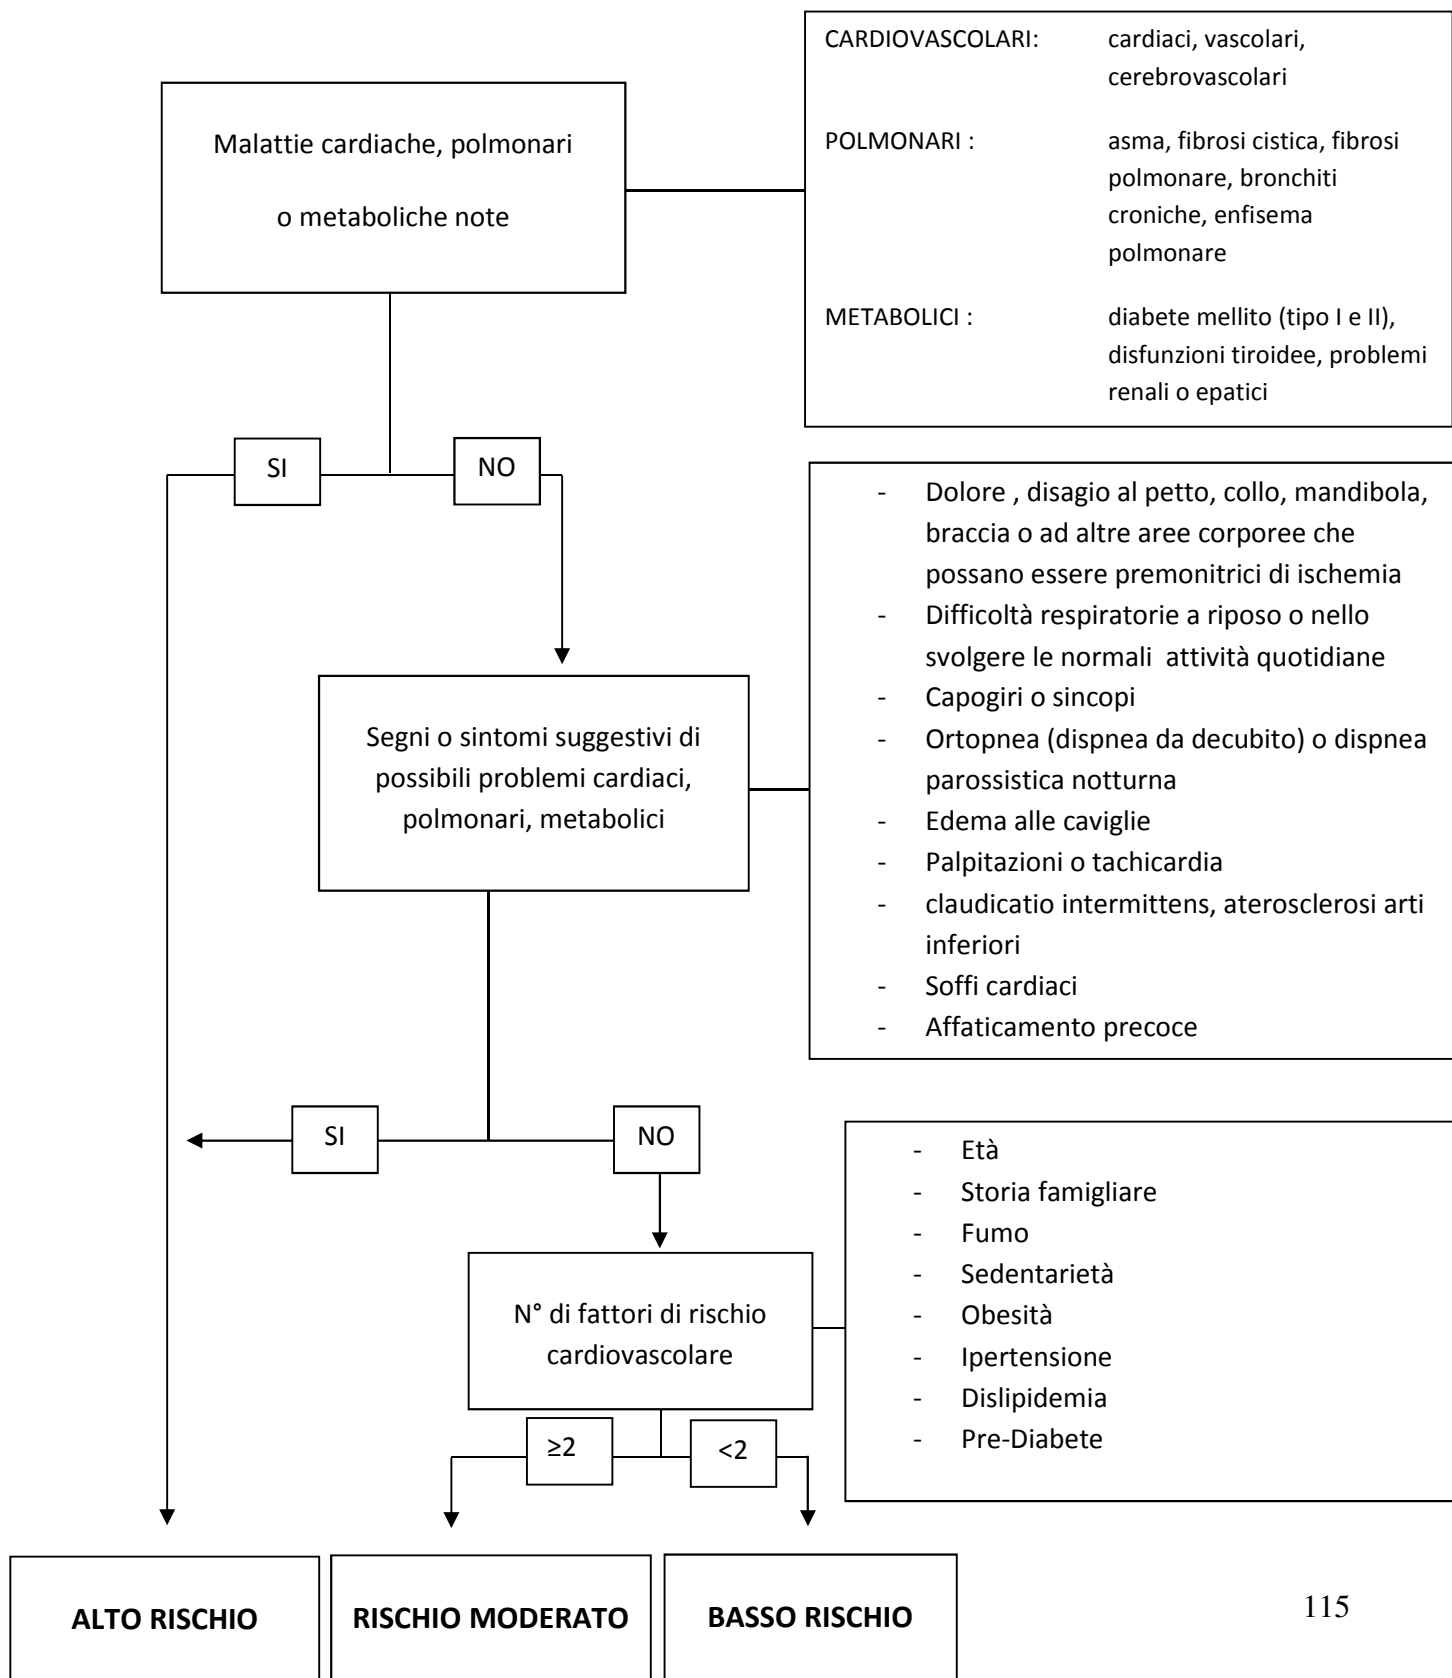 CARDIOVASCOLARI: cardiaci, vascolari,
cerebrovascolari
Malattie cardiache, polmonari
o metaboliche note
POLMONARI : asma, fibrosi cistica, fibrosi
polmonare, bronchiti
croniche, enfisema
polmonare
METABOLICI : diabete mellito (tipo I e II),
disfunzioni tiroidee, problemi
renali o epatici
SI
NO
- Dolore , disagio al petto, collo, mandibola,
braccia o ad altre aree corporee che
possano essere premonitrici di ischemia
- Difficoltà respiratorie a riposo o nello
svolgere le normali attività quotidiane
- Capogiri o sincopi
- Ortopnea (dispnea da decubito) o dispnea
parossistica notturna
- Edema alle caviglie
- Palpitazioni o tachicardia
- claudicatio intermittens, aterosclerosi arti
inferiori
- Soffi cardiaci
- Affaticamento precoce
Segni o sintomi suggestivi di
possibili problemi cardiaci,
polmonari, metabolici
SI
NO
- Età
- Storia famigliare
- Fumo
- Sedentarietà
- Obesità
- Ipertensione
- Dislipidemia
- Pre-Diabete
N° di fattori di rischio
cardiovascolare
≥2
<2
ALTO RISCHIO
RISCHIO MODERATO
BASSO RISCHIO
115